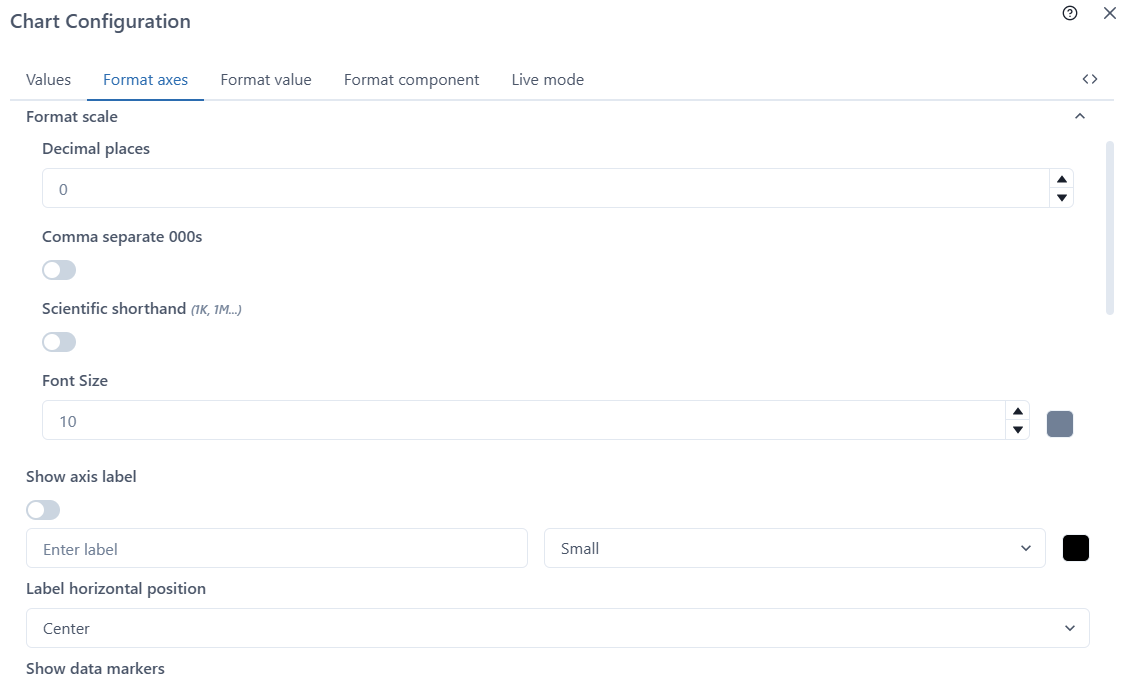 Chart Configuration
Values Format axes Format value Format component Live mode
Format scale
Decimal places
0
Comma separate 000s
Scientific shorthand (1K, 1M...)
Font Size
10
Show axis label
Enter label Small
Label horizontal position
Center
Show data markers